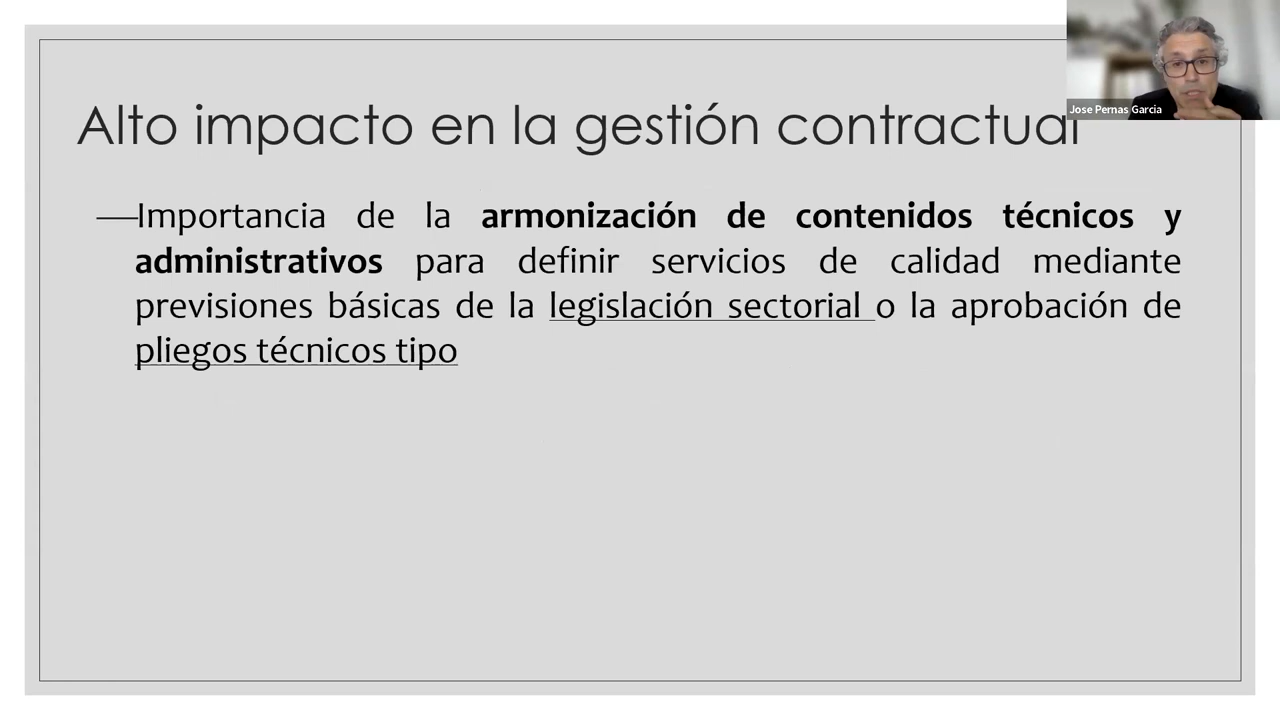 Alto impacto en la gestión contractual
Jose Pernas Garcia
—Importancia de la armonización de contenidos técnicos y
administrativos para definir servicios de calidad mediante
previsiones básicas de la legislación sectorial o la aprobación de
pliegos técnicos tipo